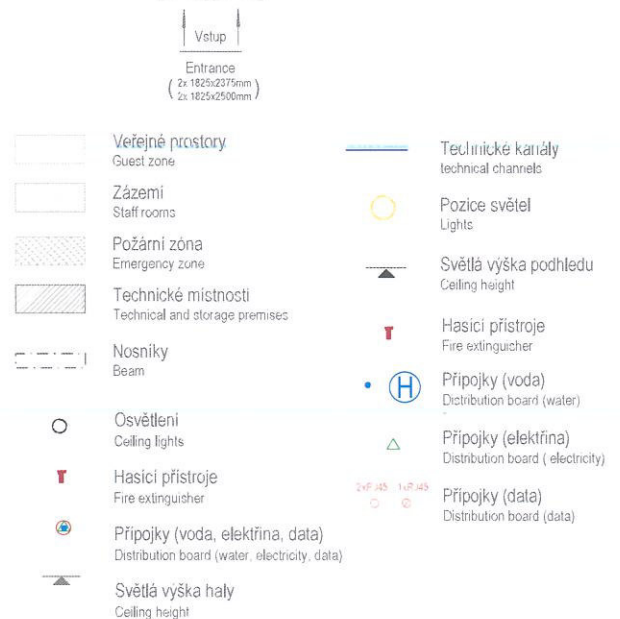 Vstup
Entrance
( 2x 1825x2375mm
2x 1825x2500mm )
Veřejné prostory
Guest zone
Zázemí
Staff rooms
Požární zóna
Emergency zone
Technické místnosti
Technical and storage premises
Nosníky
Beam
Osvětlení
Ceiling lights
Hasicí přístroje
Fire extinguisher
Přípojky (voda, elektřina, data)
Distribution board (water, electricity, data)
Světlá výška haly
Ceiling height
Technické kanály
technical channels
Pozice světel
Lights
Světlá výška podhledu
Ceiling height
Hasicí přístroje
Fire extinguisher
H
Přípojky (voda)
Distribution board (water)
Přípojky (elektřina)
Distribution board ( electricity)
2xRJ45 1xRJ45
Přípojky (data)
Distribution board (data)